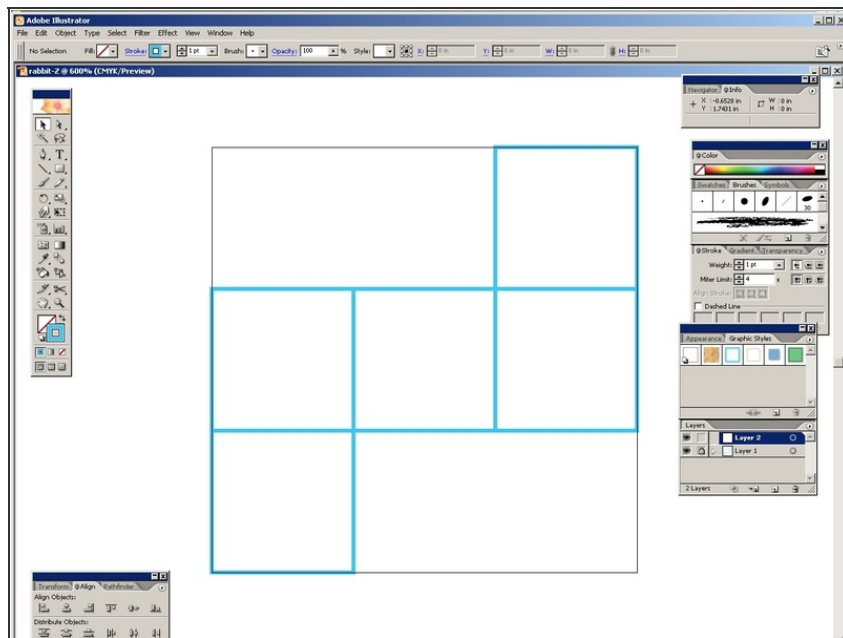 Adobe Illustrator
File Edit Object Type Select Filter Effect View Window Help
No Selection Fill: Stroke: 1 pt Brush: Opacity: 100 % Style: X: 0 in Y: 0 in W: 0 in H: 0 in
rabbit-2 @ 600% (CMYK/Preview)
Navigator Info
X : -0.6528 in W : 0 in
Y : 1.7431 in H : 0 in
Color
Swatches Brushes Symbols
30
Stroke Gradient Transparency
Weight: 1 pt
Miter Limit: 4 x
Align Stroke:
Dashed Line
Appearance Graphic Styles
Layers
Layer 2
Layer 1
2 Layers
Transform Align Pathfinder
Align Objects:
Distribute Objects: